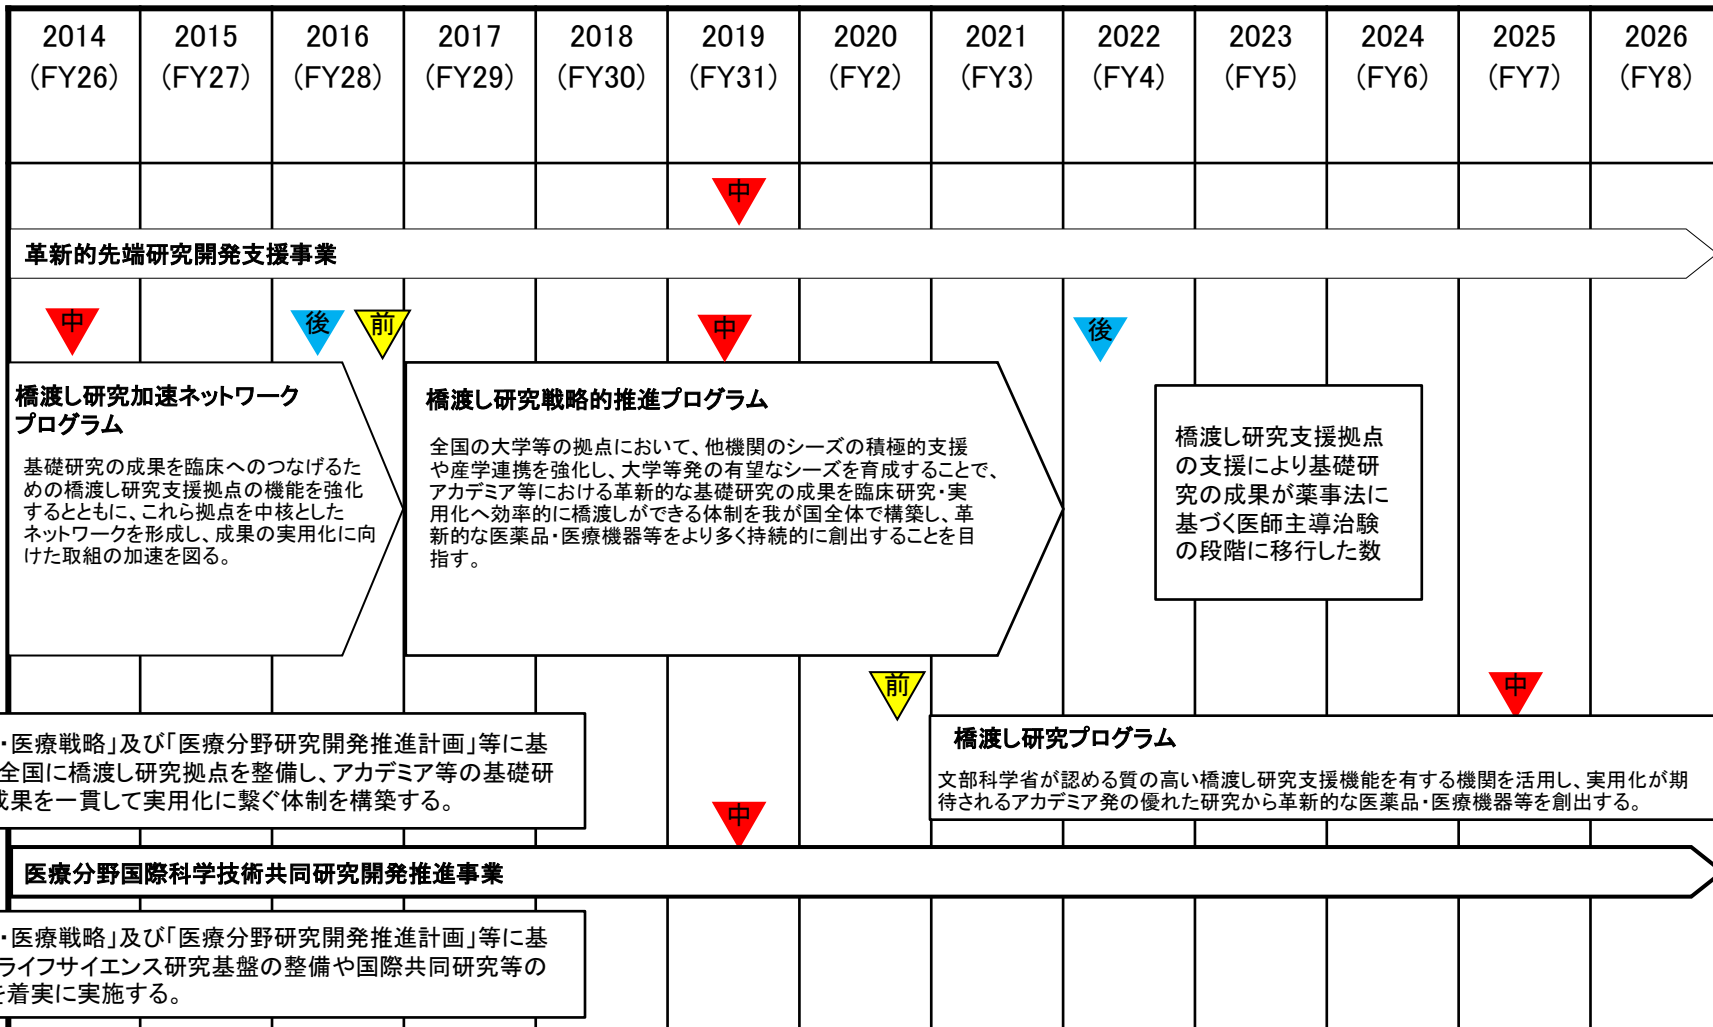 2014 2015 2016 2017 2018 2019 2020 2021 2022 2023 2024 2025 2026
(FY26) (FY27) (FY28) (FY29) (FY30) (FY31) (FY2) (FY3) (FY4) (FY5) (FY6) (FY7) (FY8)
中
革新的先端研究開発支援事業
中 後 前 中 後
橋渡し研究加速ネットワーク
プログラム
基礎研究の成果を臨床へのつなげるた
めの橋渡し研究支援拠点の機能を強化
するとともに、これら拠点を中核とした
ネットワークを形成し、成果の実用化に向
けた取組の加速を図る。
橋渡し研究戦略的推進プログラム
全国の大学等の拠点において、他機関のシーズの積極的支援
や産学連携を強化し、大学等発の有望なシーズを育成することで、
アカデミア等における革新的な基礎研究の成果を臨床研究・実
用化へ効率的に橋渡しができる体制を我が国全体で構築し、革
新的な医薬品・医療機器等をより多く持続的に創出することを目
指す。
橋渡し研究支援拠点
の支援により基礎研
究の成果が薬事法に
基づく医師主導治験
の段階に移行した数
前 中
・医療戦略」及び「医療分野研究開発推進計画」等に基
全国に橋渡し研究拠点を整備し、アカデミア等の基礎研
成果を一貫して実用化に繋ぐ体制を構築する。
橋渡し研究プログラム
文部科学省が認める質の高い橋渡し研究支援機能を有する機関を活用し、実用化が期
待されるアカデミア発の優れた研究から革新的な医薬品・医療機器等を創出する。
中
医療分野国際科学技術共同研究開発推進事業
・医療戦略」及び「医療分野研究開発推進計画」等に基
ライフサイエンス研究基盤の整備や国際共同研究等の
を着実に実施する。